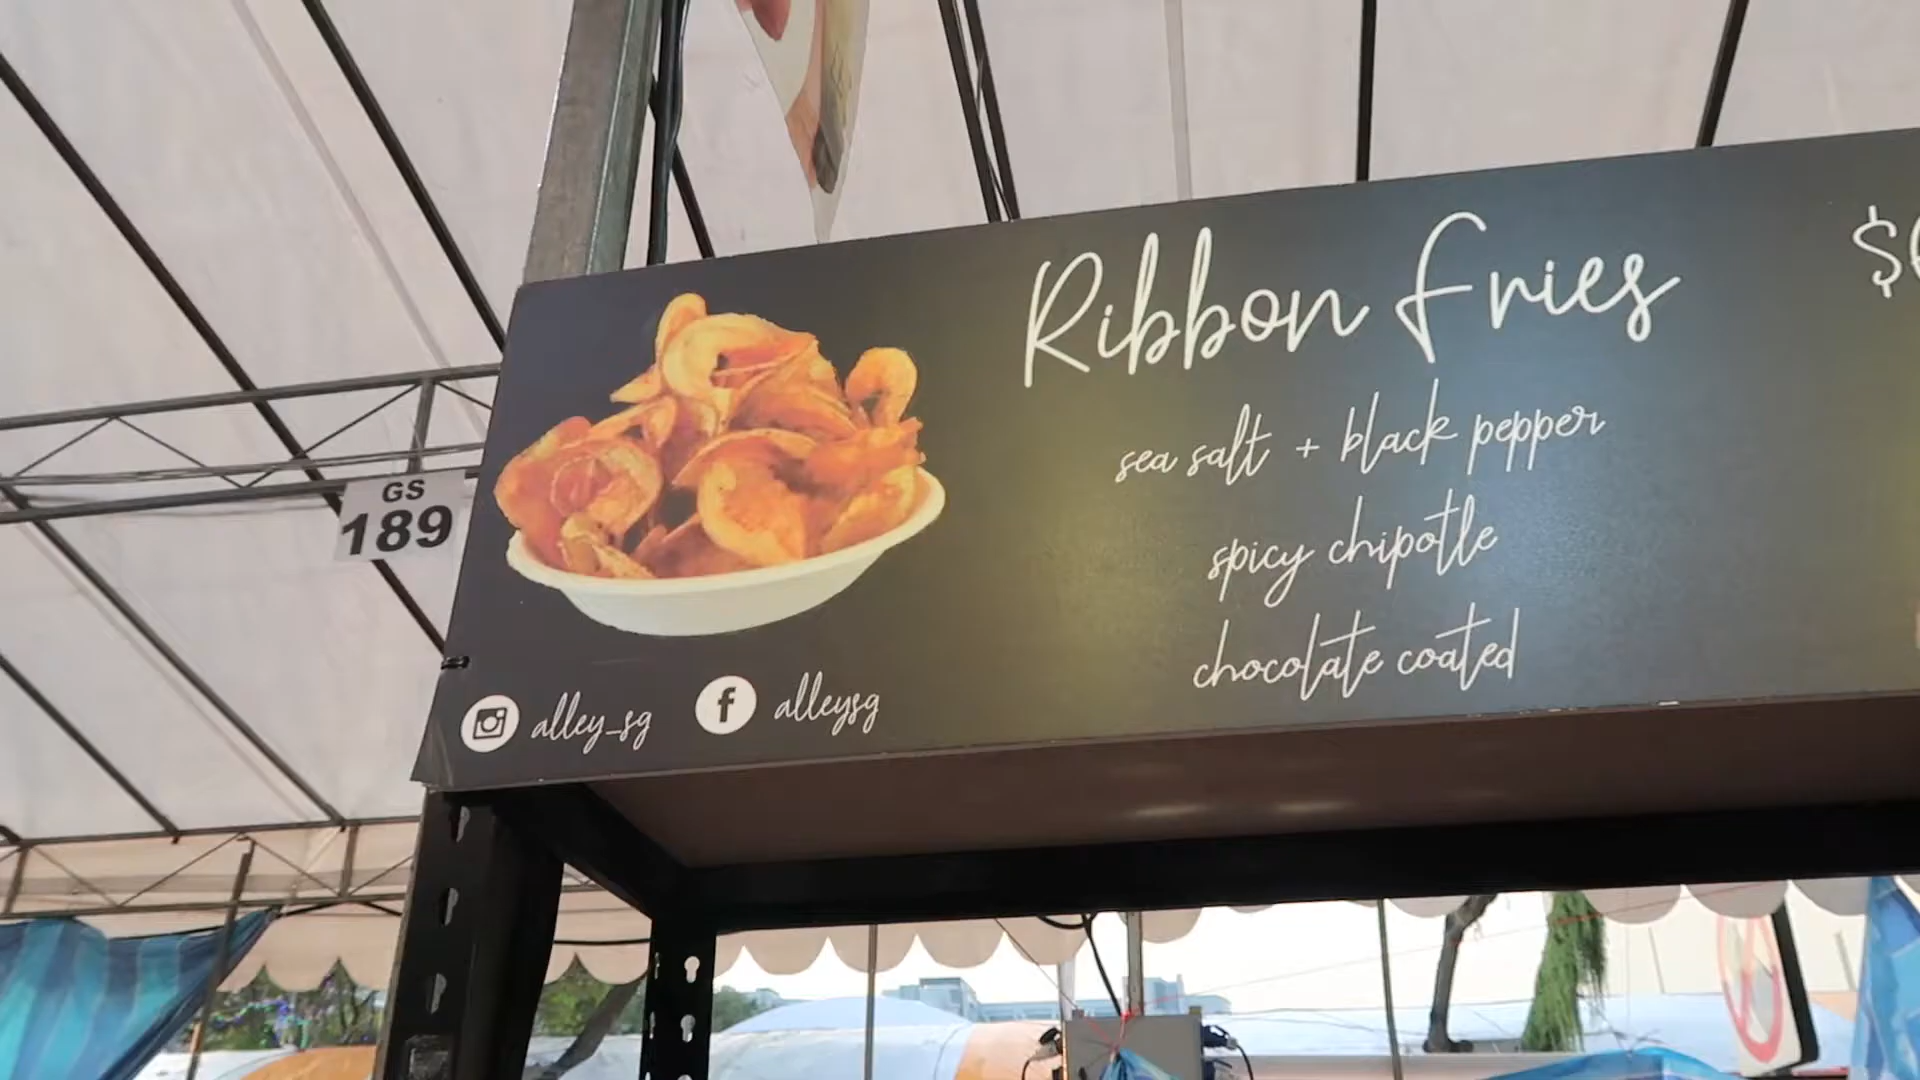 GS
189
Ribbon Fries
sea salt + black pepper
spicy chipotle
chocolate coated
alley_sg
alleysg